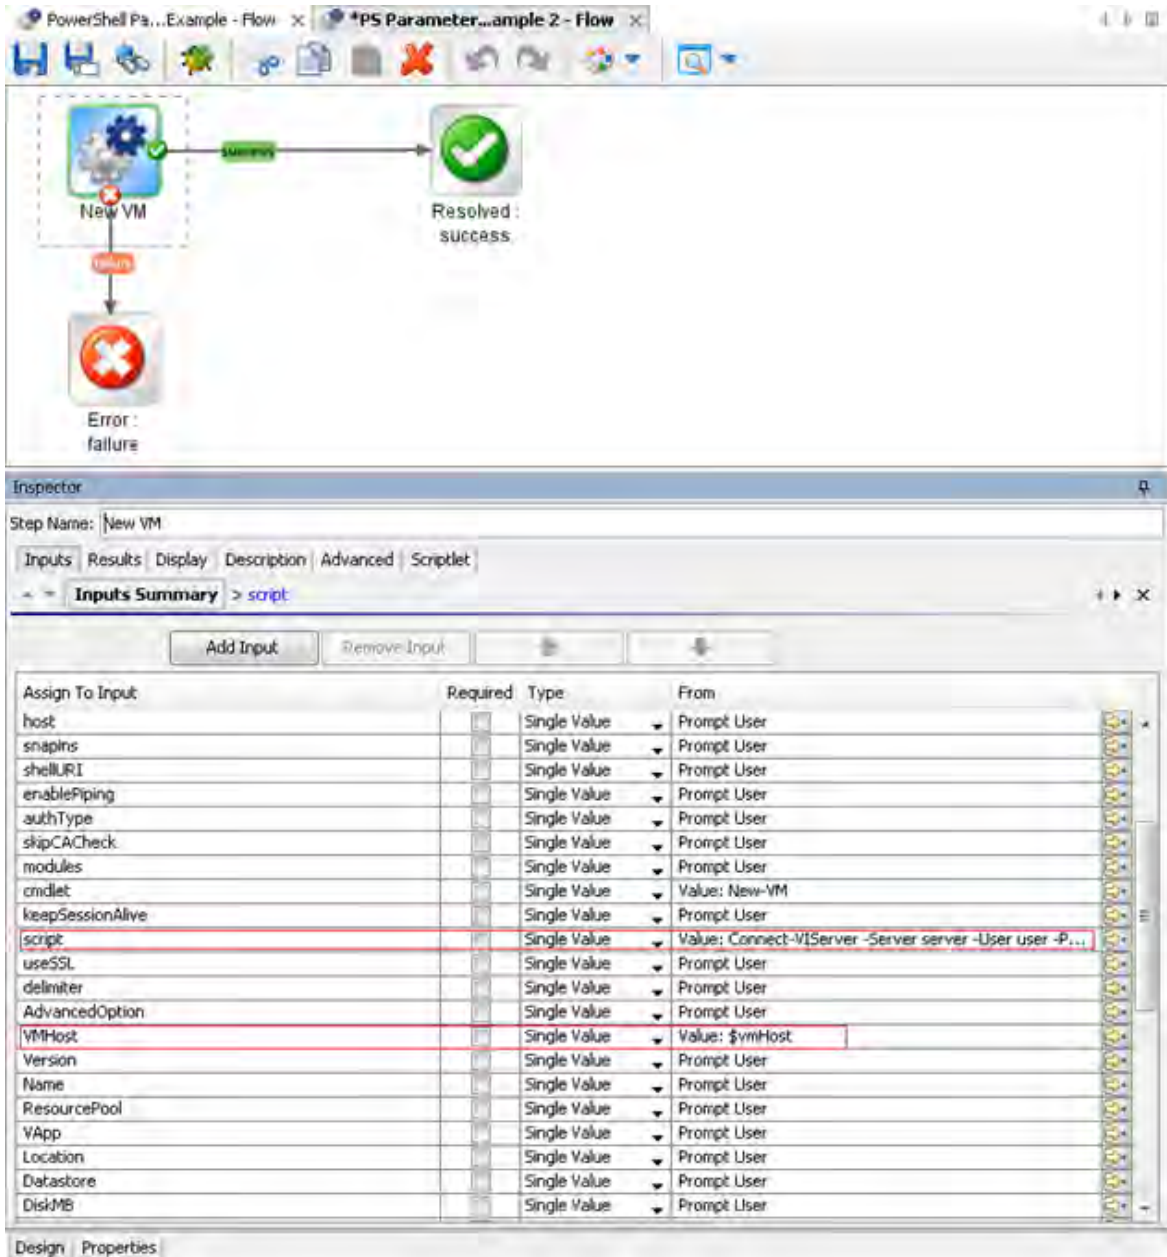 PowerShell Pa...Example - Flow
*PS Parameter...ample 2 - Flow
success
New VM
Resolved :
success
failure
Error :
failure
Inspector
Step Name: New VM
Inputs Results Display Description Advanced Scriptlet
Inputs Summary > script
Add Input Remove Input
Assign To Input Required Type From
host Single Value Prompt User
snapins Single Value Prompt User
shellURI Single Value Prompt User
enablePiping Single Value Prompt User
authType Single Value Prompt User
skipCACheck Single Value Prompt User
modules Single Value Prompt User
cmdlet Single Value Value: New-VM
keepSessionAlive Single Value Prompt User
script Single Value Value: Connect-VIServer -Server server -User user -P...
useSSL Single Value Prompt User
delimiter Single Value Prompt User
AdvancedOption Single Value Prompt User
VMHost Single Value Value: $vmHost
Version Single Value Prompt User
Name Single Value Prompt User
ResourcePool Single Value Prompt User
VApp Single Value Prompt User
Location Single Value Prompt User
Datastore Single Value Prompt User
DiskMB Single Value Prompt User
Design Properties